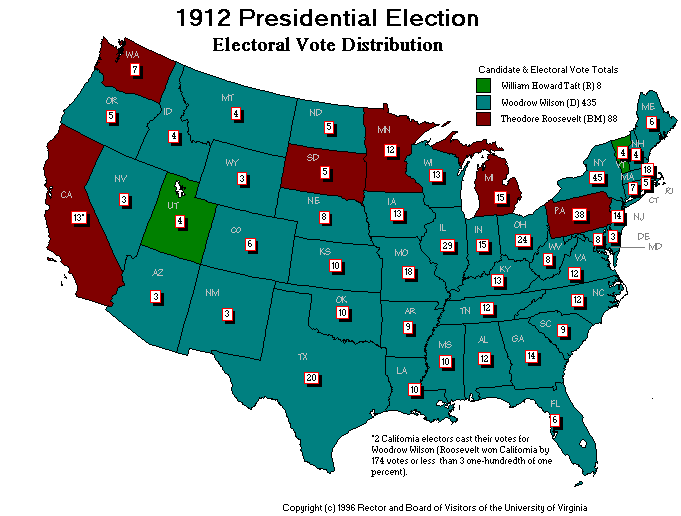 1912 Presidential Election
Electoral Vote Distribution
Candidate & Electoral Vote Totals
William Howard Taft (R) 8
Woodrow Wilson (D) 435
Theodore Roosevelt (BM) 88
WA
7
OR
5
CA
13*
ID
4
NV
3
UT
4
AZ
3
MT
4
WY
3
CO
6
NM
3
ND
5
SD
5
NE
8
KS
10
OK
10
TX
20
MN
12
IA
13
MO
18
AR
9
LA
10
WI
13
IL
29
MI
15
IN
15
OH
24
KY
13
TN
12
MS
10
AL
12
GA
14
FL
6
SC
9
NC
12
VA
12
WV
8
PA
38
NY
45
VT
4
NH
4
ME
6
MA
18
RI
5
CT
7
NJ
14
DE
3
MD
8
*2 California electors cast their votes for
Woodrow Wilson (Roosevelt won California by
174 votes or less than 3 one-hundredth of one
percent).
Copyright (c) 1996 Rector and Board of Visitors of the University of Virginia